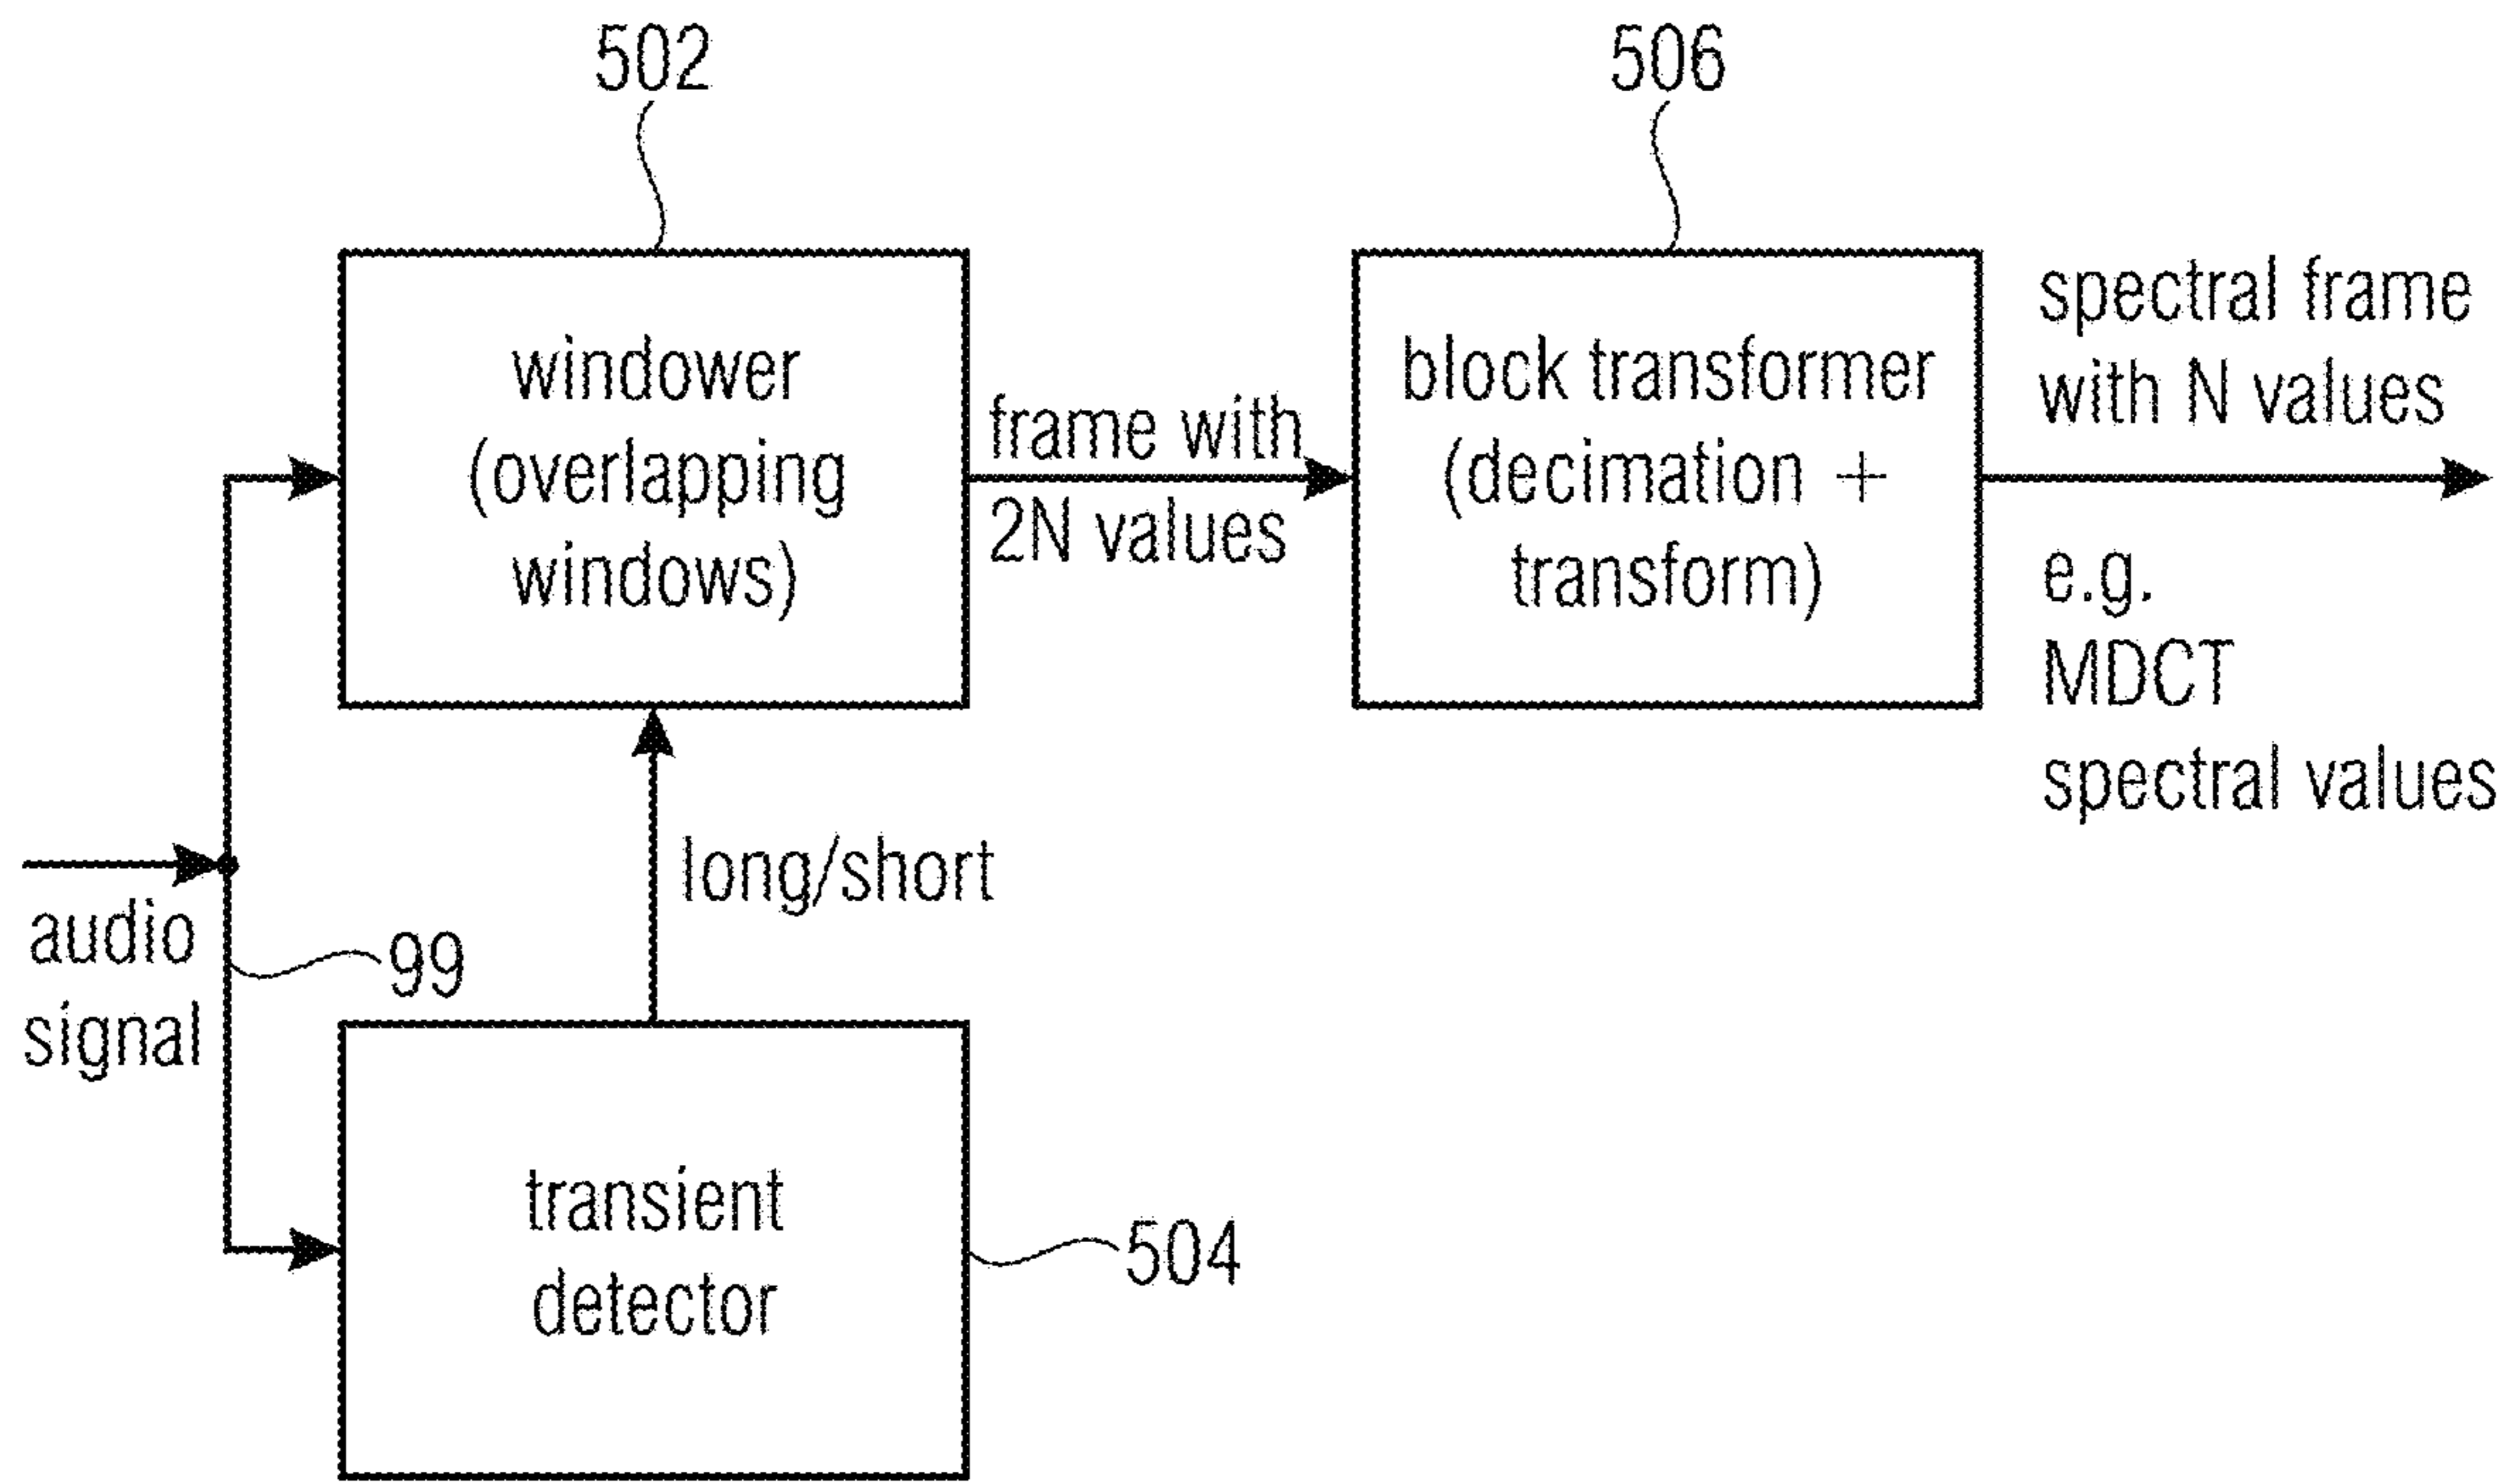 502
506
windower
(overlapping
windows)
frame with
2N values
block transformer
(decimation +
transform)
spectral frame
with N values
e.g.
MDCT
spectral values
long/short
audio
signal
99
transient
detector
504